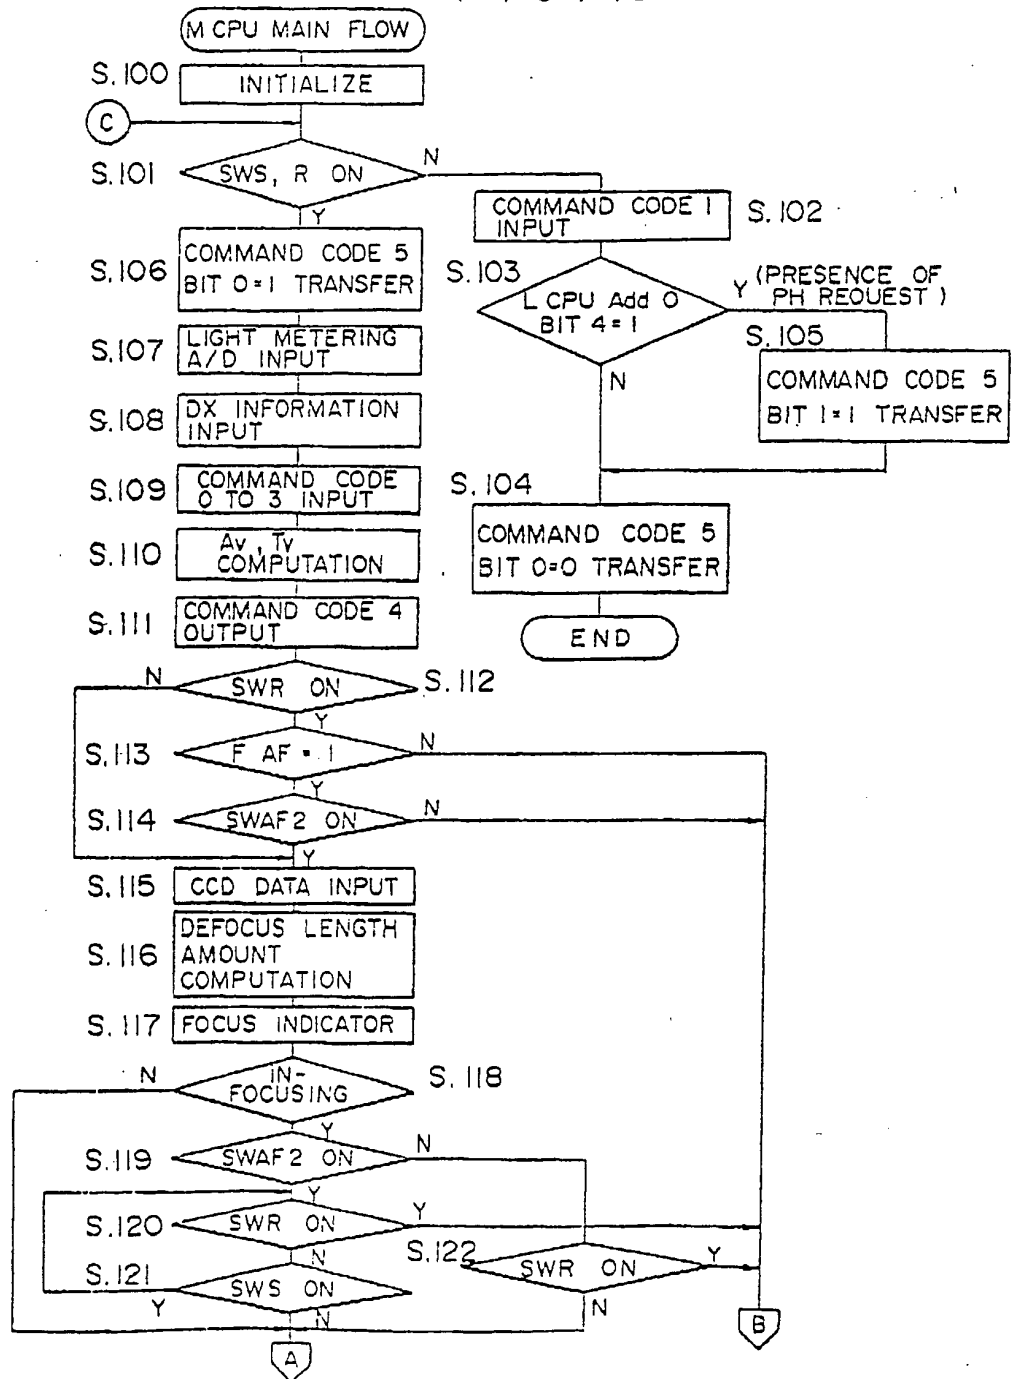 M CPU MAIN FLOW
S.100
INITIALIZE
C
S.101
SWS, R ON
N
Y
COMMAND CODE 1
INPUT
S.102
S.106
COMMAND CODE 5
BIT 0=1 TRANSFER
S.103
L CPU Add 0
BIT 4=1
Y (PRESENCE OF
PH REQUEST)
N
S.105
COMMAND CODE 5
BIT 1=1 TRANSFER
S.107
LIGHT METERING
A/D INPUT
S.108
DX INFORMATION
INPUT
S.109
COMMAND CODE
0 TO 3 INPUT
S.104
COMMAND CODE 5
BIT 0=0 TRANSFER
END
S.110
Av, Tv
COMPUTATION
S.111
COMMAND CODE 4
OUTPUT
N
SWR ON
S.112
Y
S.113
F AF = 1
N
Y
S.114
SWAF2 ON
N
Y
S.115
CCD DATA INPUT
S.116
DEFOCUS LENGTH
AMOUNT
COMPUTATION
S.117
FOCUS INDICATOR
N
IN-
FOCUSING
S.118
Y
S.119
SWAF2 ON
N
Y
S.120
SWR ON
Y
N
S.121
SWS ON
Y
N
S.122
SWR ON
Y
N
A
B